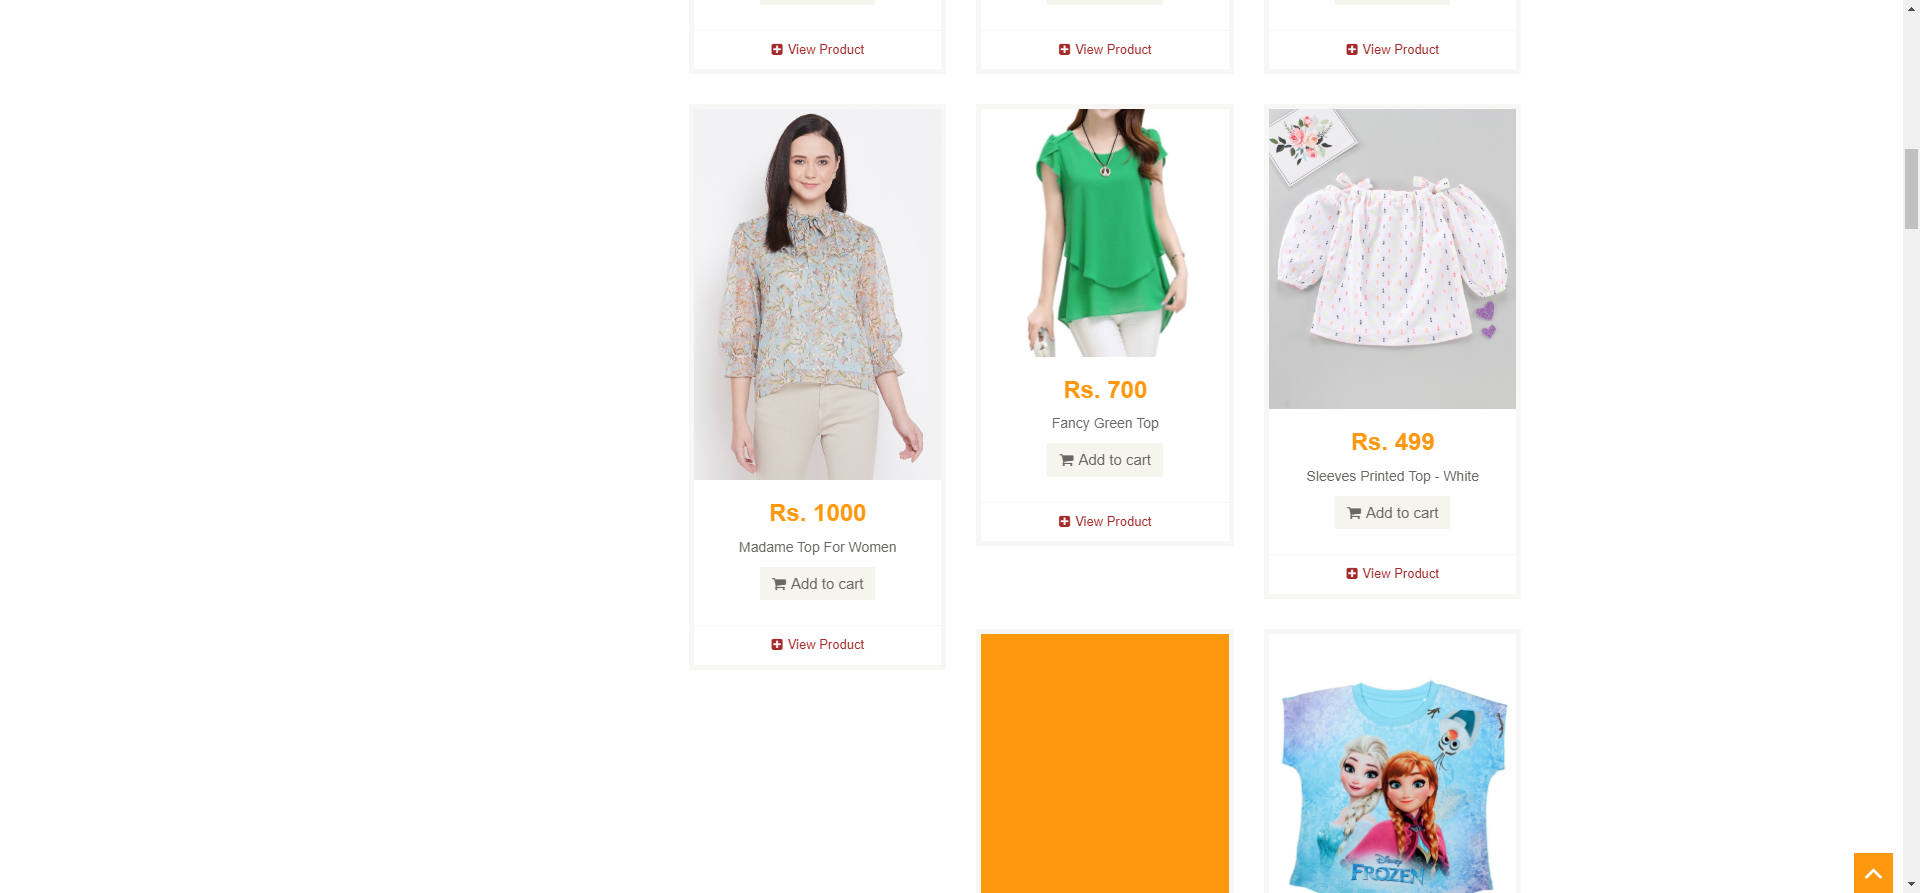 View Product
View Product
View Product
Rs. 1000
Madame Top For Women
Add to cart
View Product
Rs. 700
Fancy Green Top
Add to cart
View Product
Rs. 499
Sleeves Printed Top - White
Add to cart
View Product
Disney
FROZEN